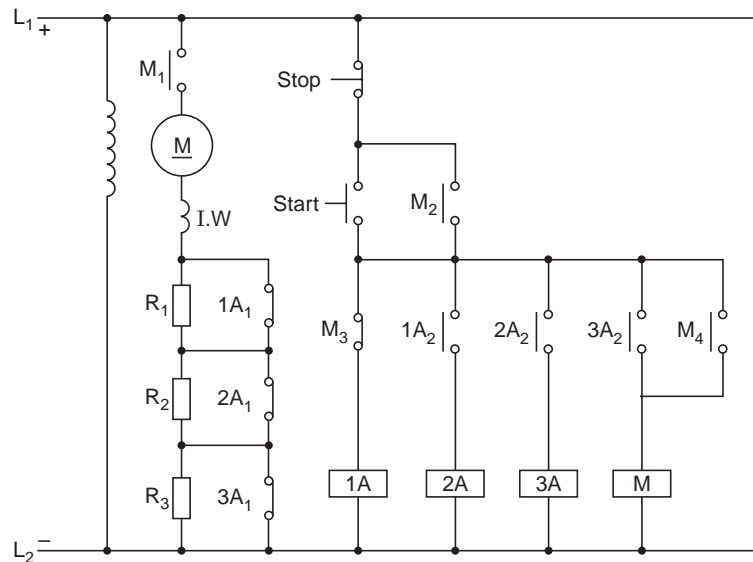 L₁ +
M₁
Stop
M
Start
M₂
I.W
R₁
1A₁
M₃
1A₂
2A₂
3A₂
M₄
R₂
2A₁
R₃
3A₁
1A
2A
3A
M
L₂ −